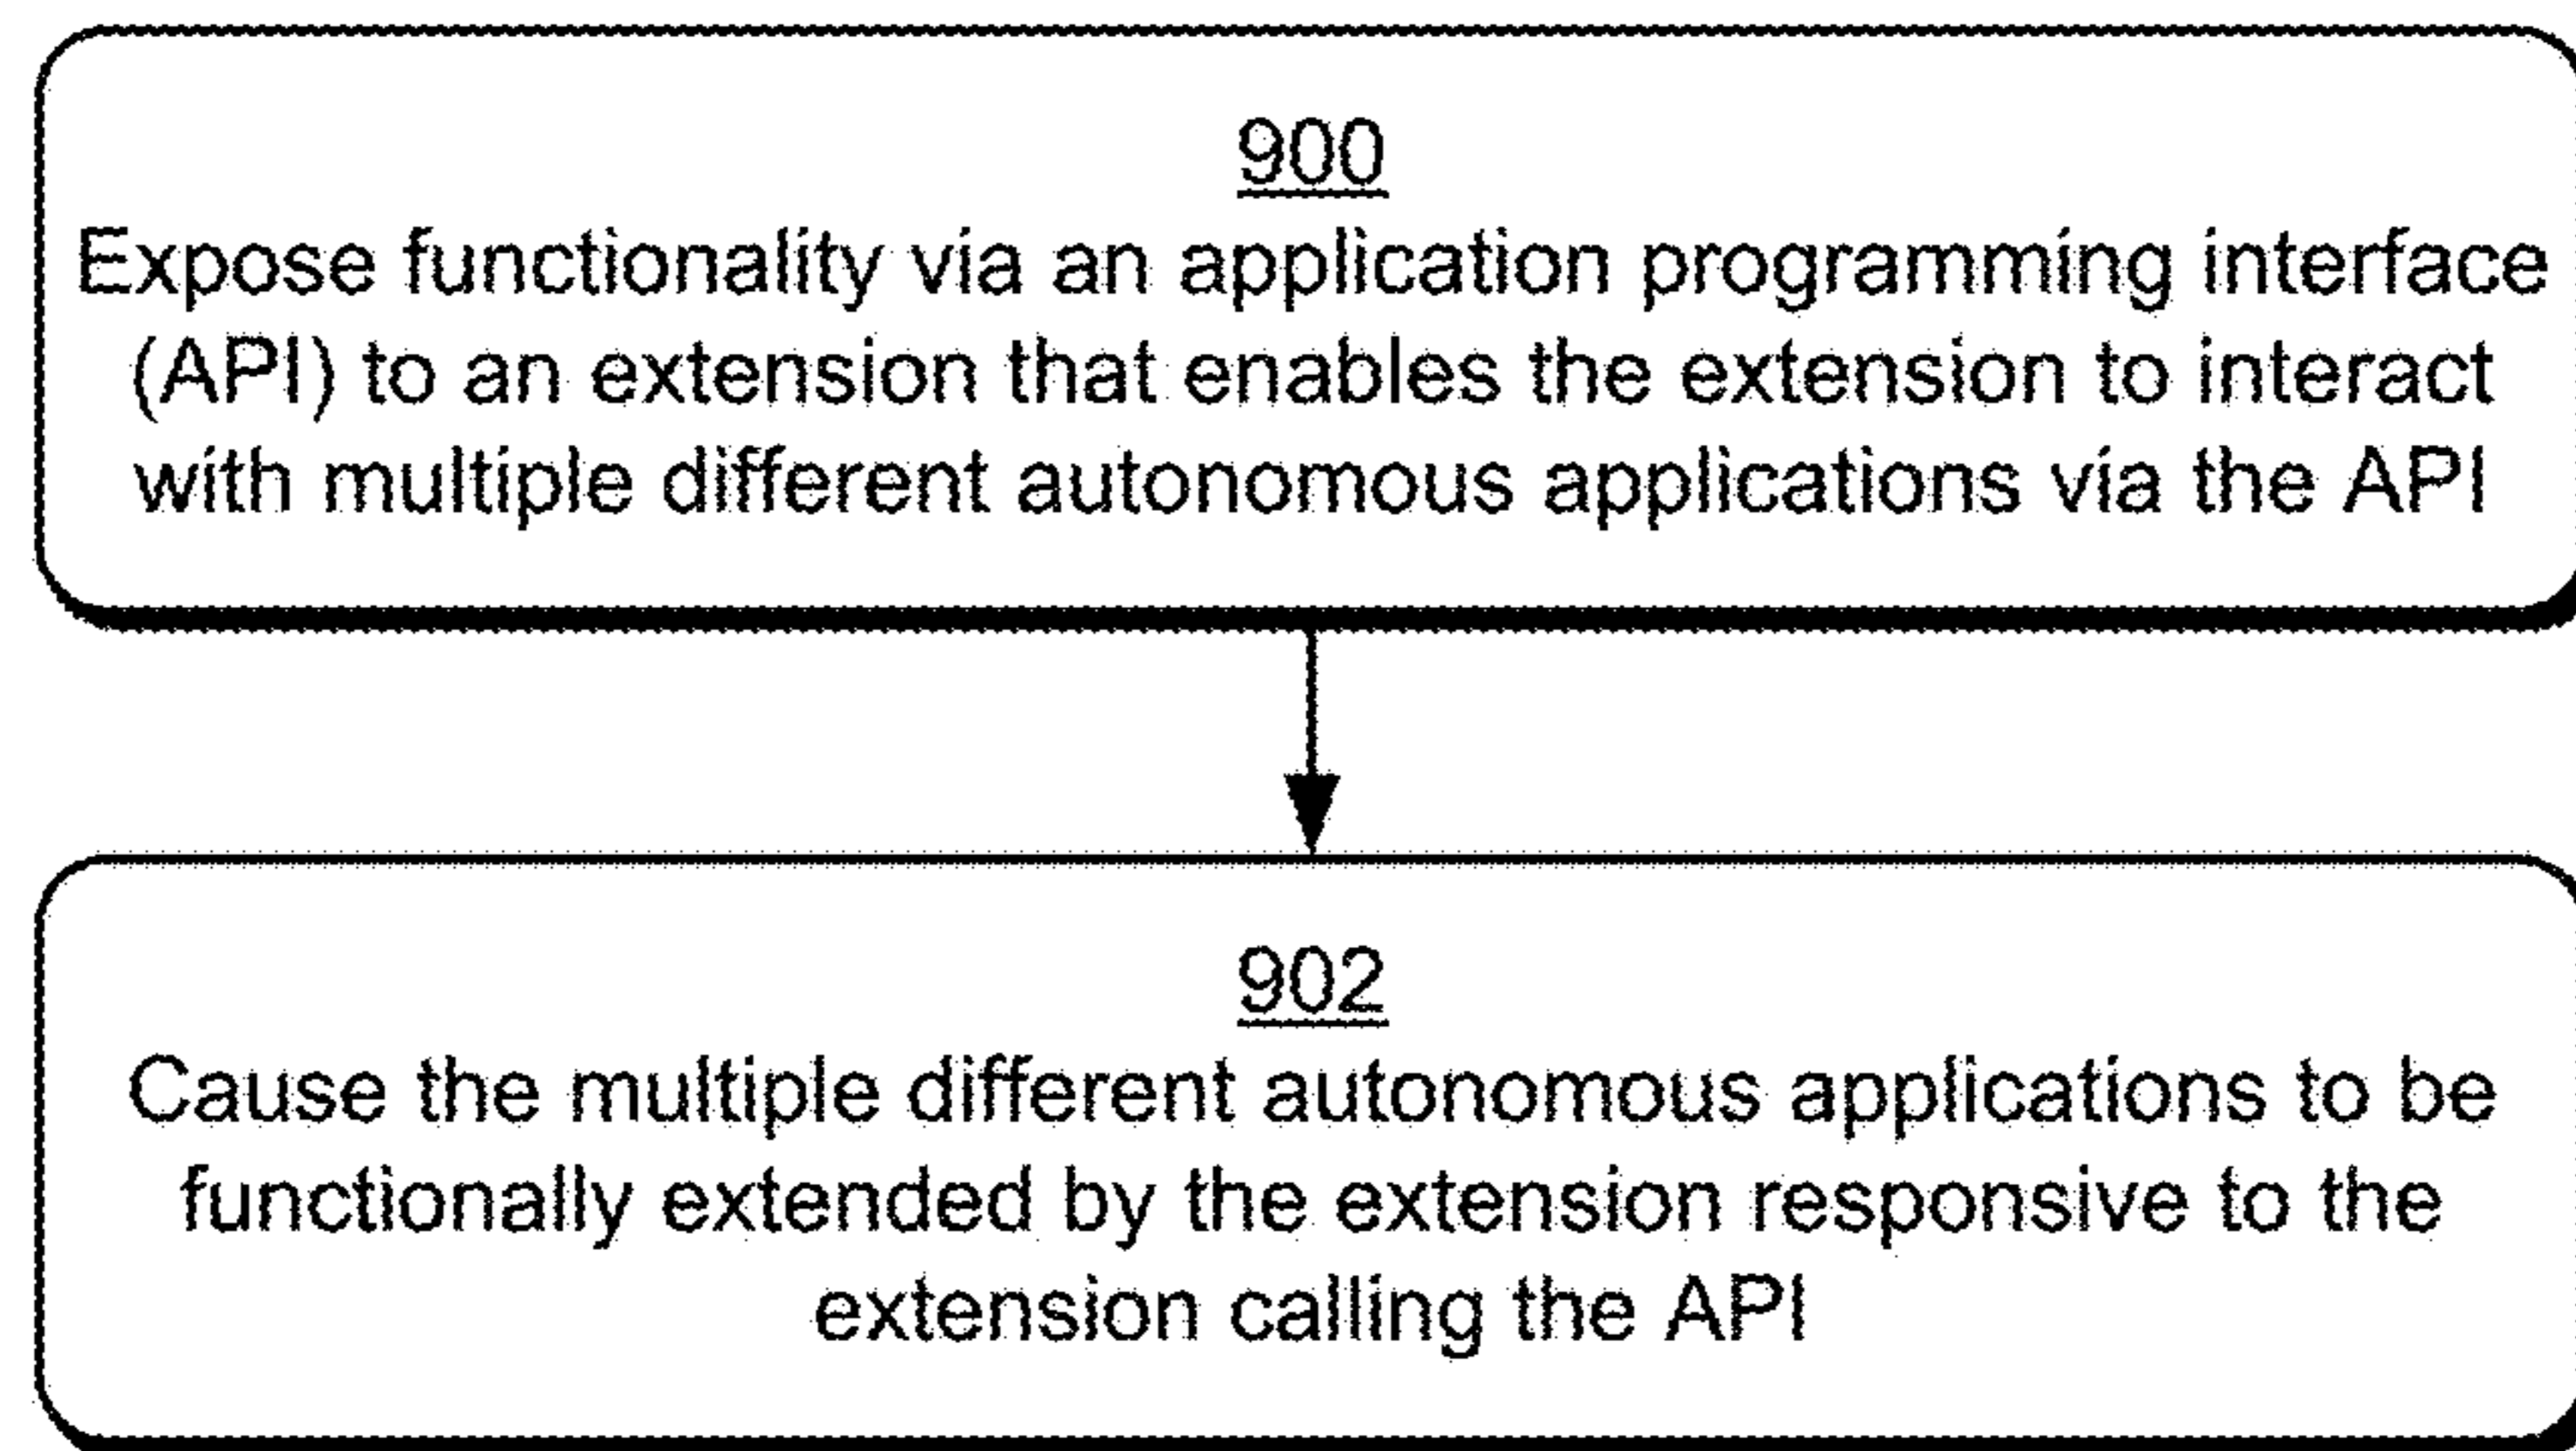 900
Expose functionality via an application programming interface
(API) to an extension that enables the extension to interact
with multiple different autonomous applications via the API
902
Cause the multiple different autonomous applications to be
functionally extended by the extension responsive to the
extension calling the API